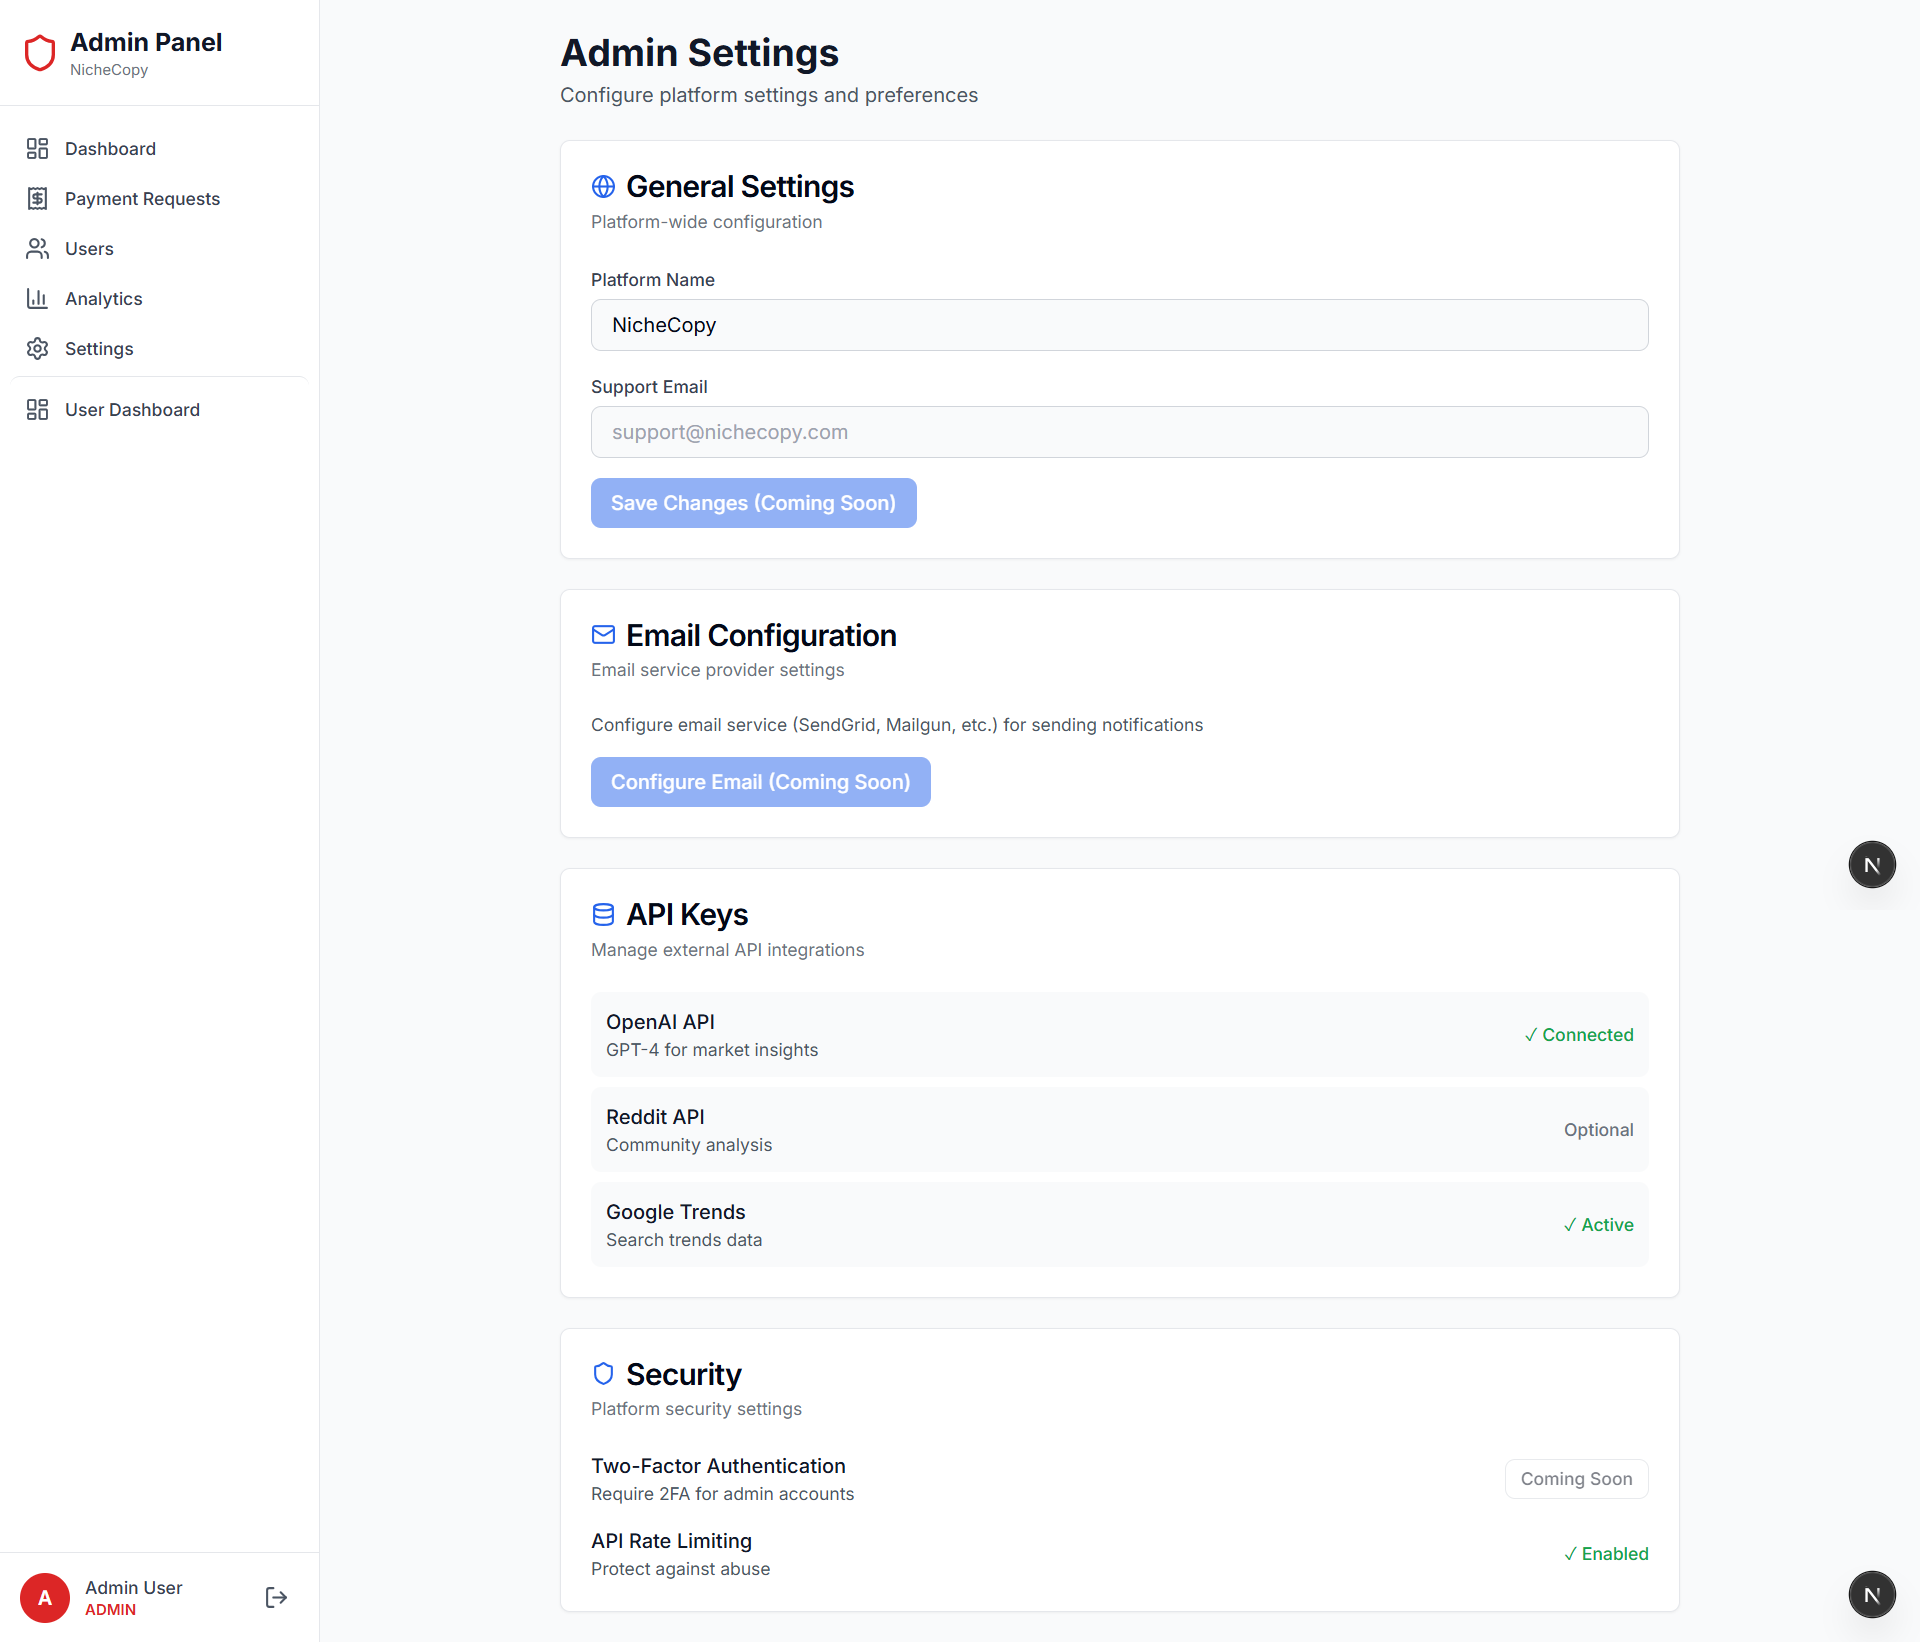 Admin Panel
NicheCopy
Dashboard
Payment Requests
Users
Analytics
Settings
User Dashboard
A
Admin User
ADMIN
Admin Settings
Configure platform settings and preferences
General Settings
Platform-wide configuration
Platform Name
NicheCopy
Support Email
support@nichecopy.com
Save Changes (Coming Soon)
Email Configuration
Email service provider settings
Configure email service (SendGrid, Mailgun, etc.) for sending notifications
Configure Email (Coming Soon)
API Keys
Manage external API integrations
OpenAI API
GPT-4 for market insights
✓ Connected
Reddit API
Community analysis
Optional
Google Trends
Search trends data
✓ Active
Security
Platform security settings
Two-Factor Authentication
Require 2FA for admin accounts
Coming Soon
API Rate Limiting
Protect against abuse
✓ Enabled
N
N